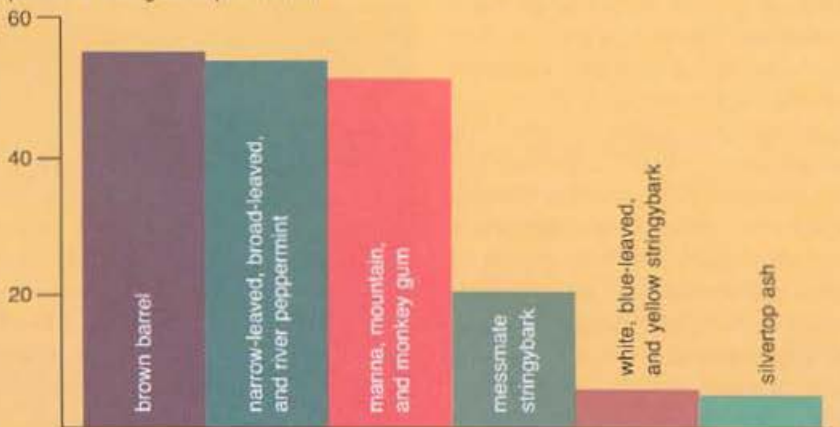 60
40
20
brown barrel
narrow-leaved, broad-leaved,
and river peppermint
manna, mountain,
and monkey gum
messmate
stringybark
white, blue-leaved,
and yellow stringybark
silvertop ash